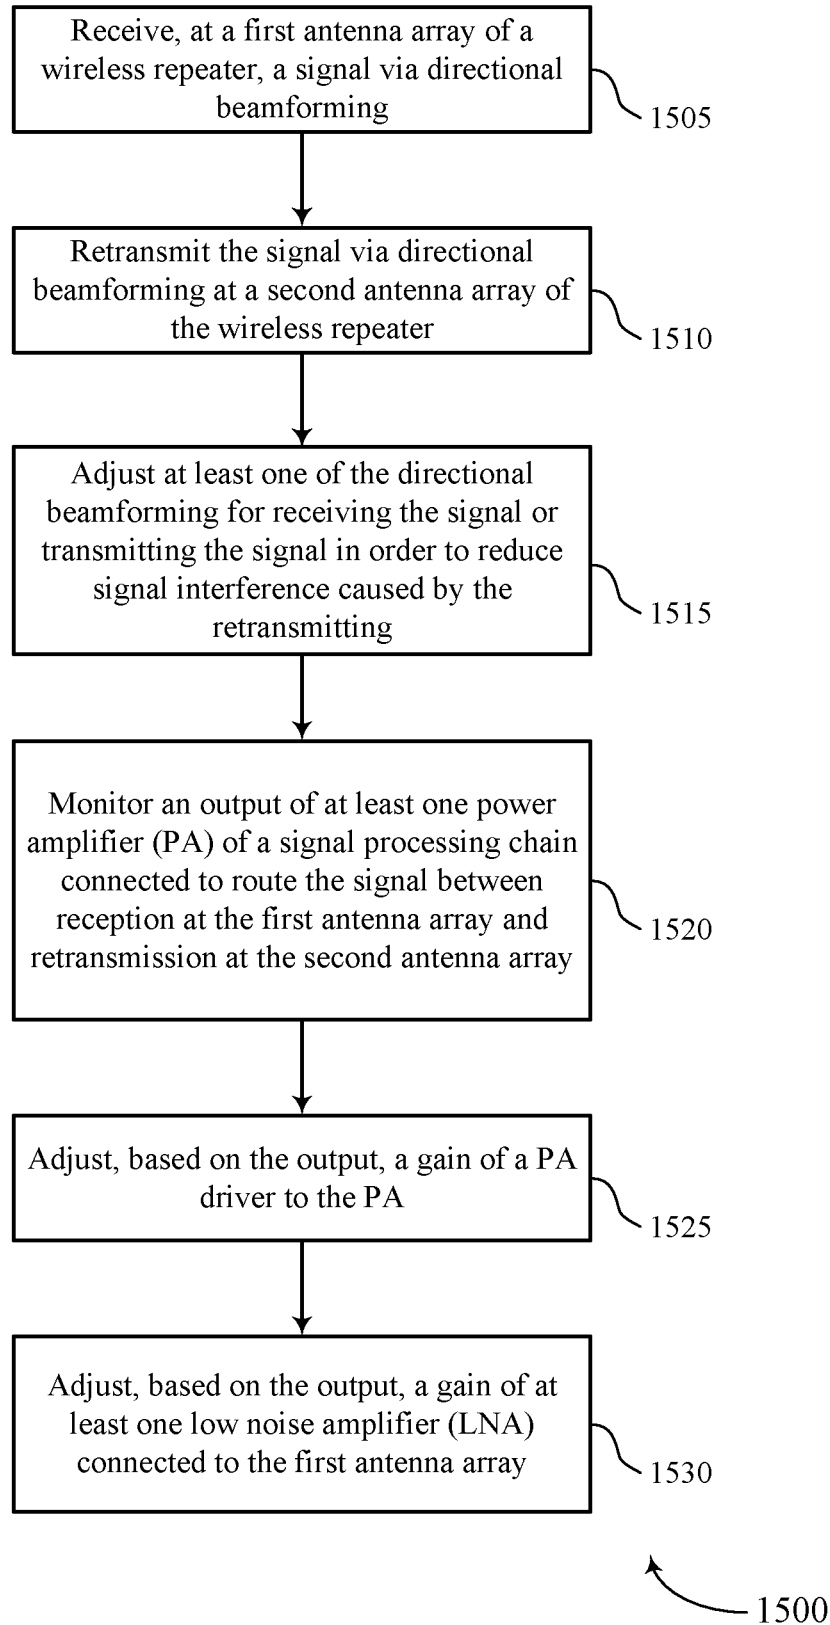 Receive, at a first antenna array of a
wireless repeater, a signal via directional
beamforming
1505
Retransmit the signal via directional
beamforming at a second antenna array of
the wireless repeater
1510
Adjust at least one of the directional
beamforming for receiving the signal or
transmitting the signal in order to reduce
signal interference caused by the
retransmitting
1515
Monitor an output of at least one power
amplifier (PA) of a signal processing chain
connected to route the signal between
reception at the first antenna array and
retransmission at the second antenna array
1520
Adjust, based on the output, a gain of a PA
driver to the PA
1525
Adjust, based on the output, a gain of at
least one low noise amplifier (LNA)
connected to the first antenna array
1530
1500